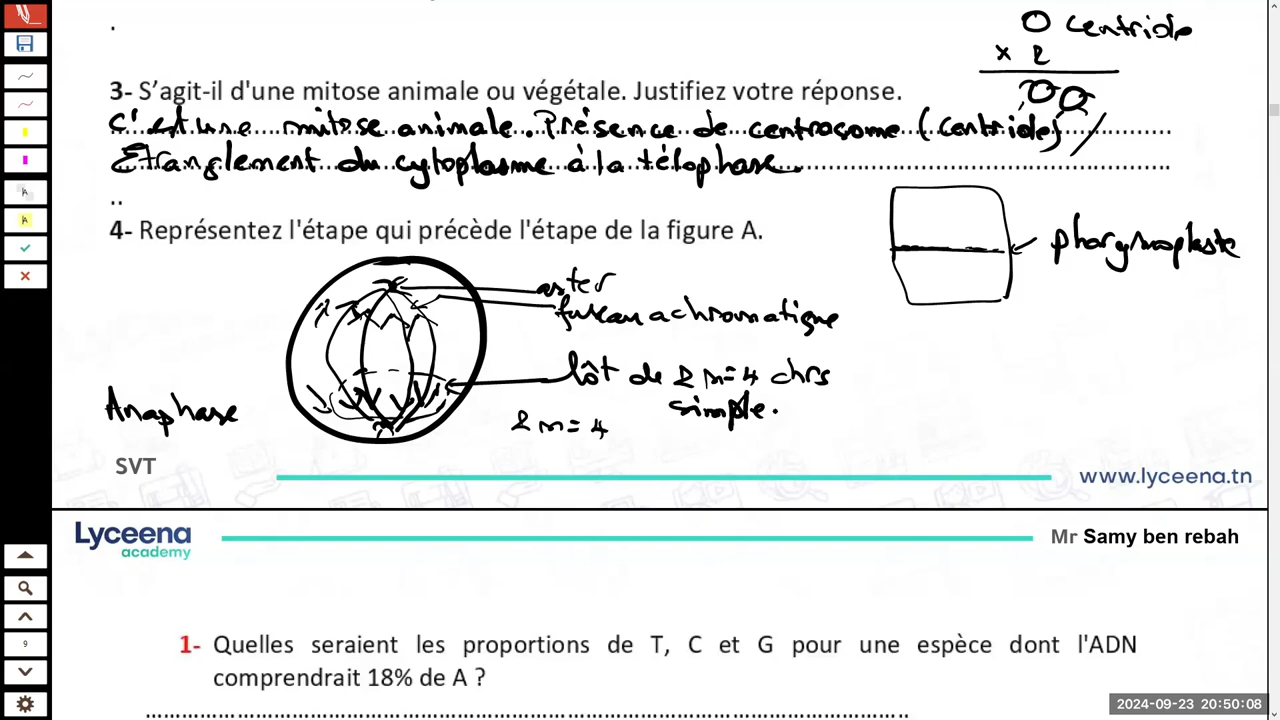 centriole
x 2
3- S'agit-il d'une mitose animale ou végétale. Justifiez votre réponse.
C'est une mitose animale. Présence de centrosome (centriole) /
Etranglement du cytoplasme à la télophase.
4- Représentez l'étape qui précède l'étape de la figure A.
phragmoplaste
aster
fuseau achromatique
lôt de 2n=4 chrs
simple.
Anaphase
2n=4
SVT
www.lyceena.tn
Lyceena
academy
Mr Samy ben rebah
1- Quelles seraient les proportions de T, C et G pour une espèce dont l'ADN
comprendrait 18% de A ?
9
2024-09-23 20:50:08